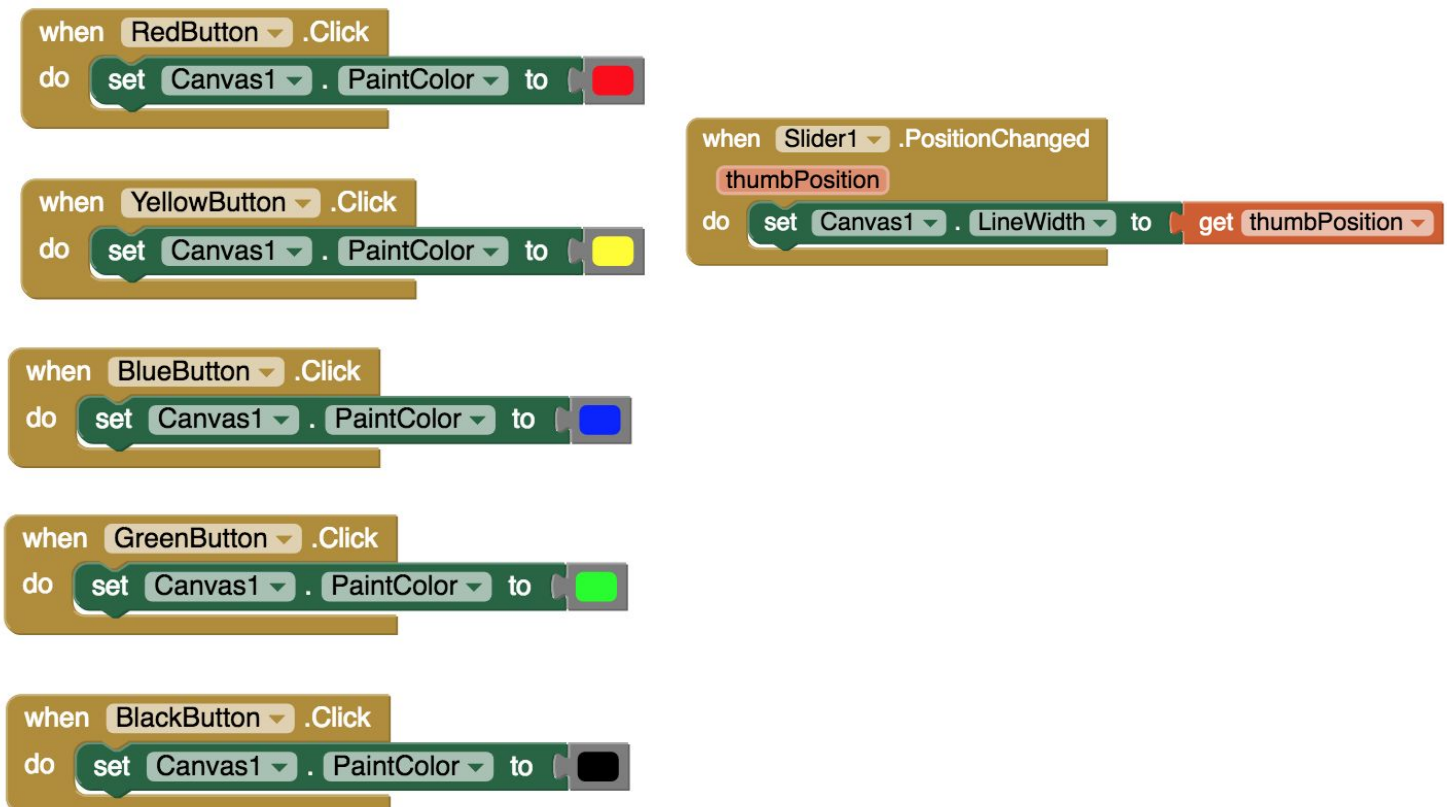 when RedButton .Click
do set Canvas1 . PaintColor to
when YellowButton .Click
do set Canvas1 . PaintColor to
when BlueButton .Click
do set Canvas1 . PaintColor to
when GreenButton .Click
do set Canvas1 . PaintColor to
when BlackButton .Click
do set Canvas1 . PaintColor to
when Slider1 .PositionChanged
thumbPosition
do set Canvas1 . LineWidth to get thumbPosition